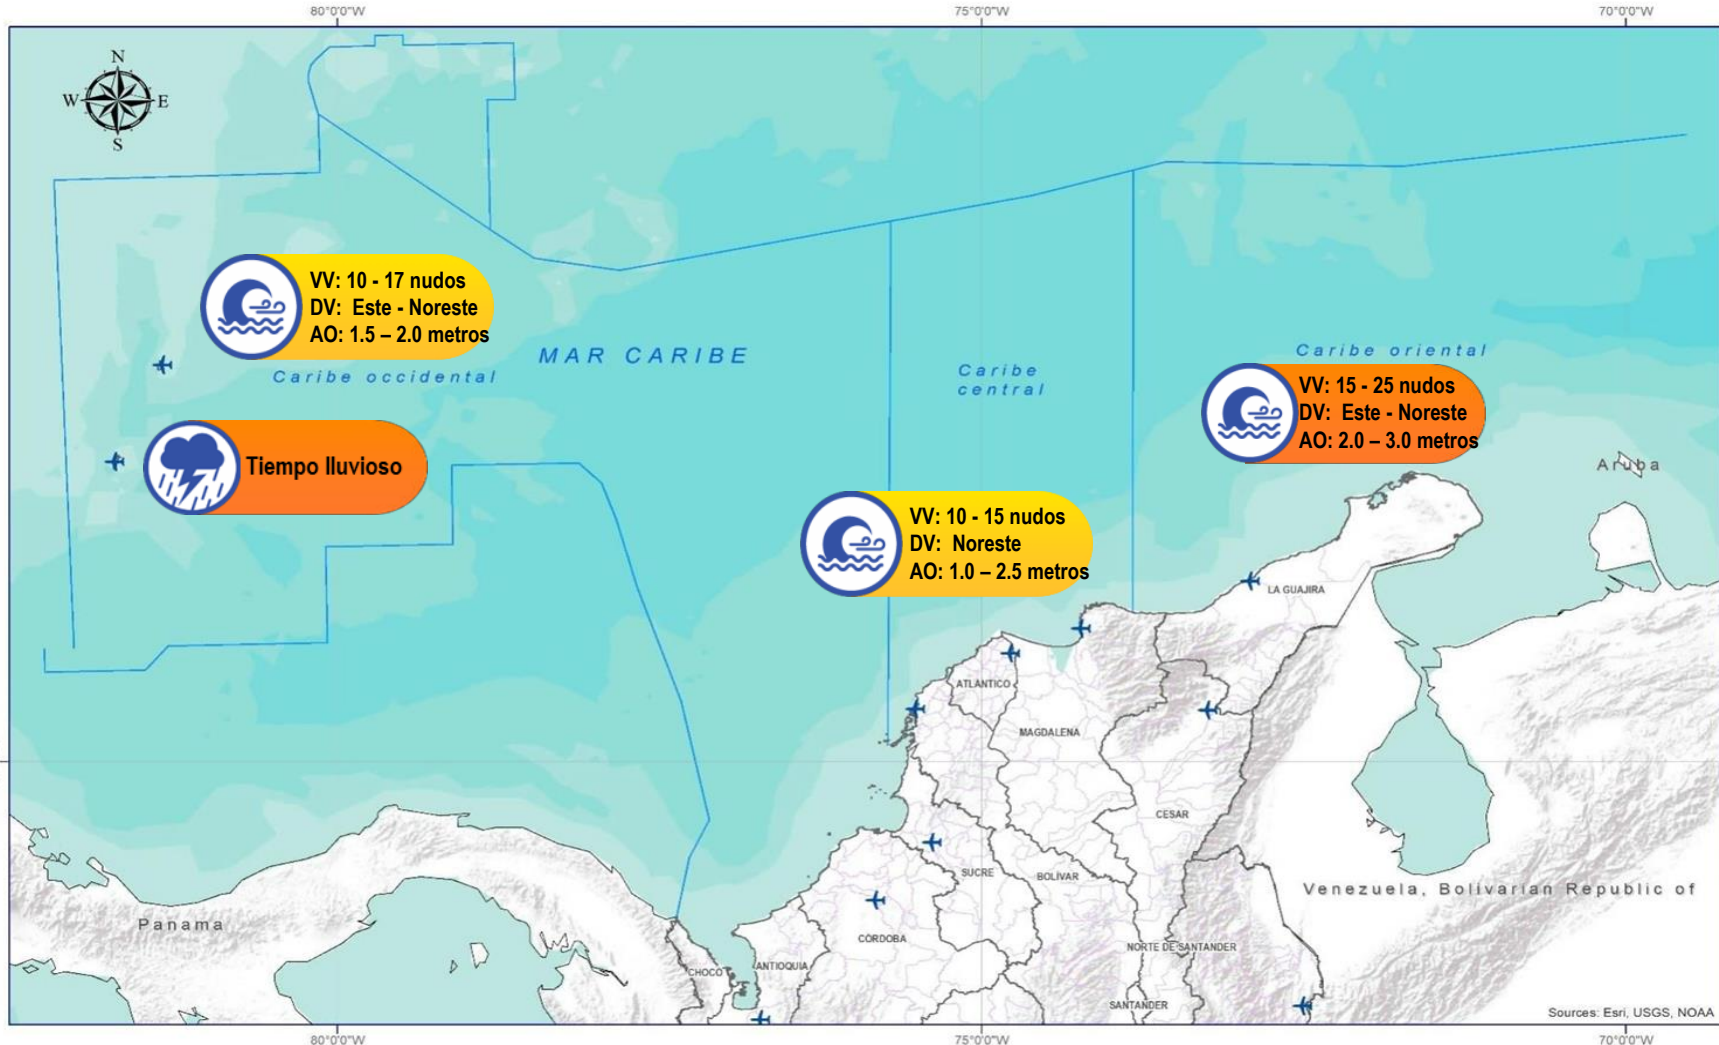 80°0'0"W
75°0'0"W
70°0'0"W
N
W
E
S
VV: 10 - 17 nudos
DV: Este - Noreste
AO: 1.5 – 2.0 metros
MAR CARIBE
Caribe occidental
Caribe
central
Caribe oriental
VV: 15 - 25 nudos
DV: Este - Noreste
AO: 2.0 – 3.0 metros
Tiempo lluvioso
Aruba
VV: 10 - 15 nudos
DV: Noreste
AO: 1.0 – 2.5 metros
LA GUAJIRA
ATLÁNTICO
MAGDALENA
CESAR
SUCRE
BOLÍVAR
Venezuela, Bolivarian Republic of
Panama
CÓRDOBA
NORTE DE SANTANDER
CHOCÓ
ANTIOQUIA
SANTANDER
Sources: Esri, USGS, NOAA
80°0'0"W
75°0'0"W
70°0'0"W